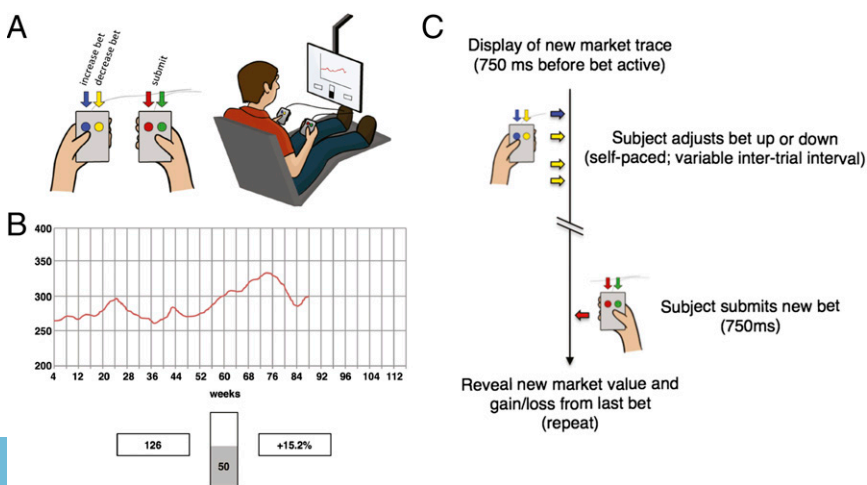 A
increase bet
decrease bet
submit
B
400
350
300
250
200
4 12 20 28 36 44 52 60 68 76 84 92 96 104 112
weeks
126
50
+15.2%
C
Display of new market trace
(750 ms before bet active)
Subject adjusts bet up or down
(self-paced; variable inter-trial interval)
Subject submits new bet
(750ms)
Reveal new market value and
gain/loss from last bet
(repeat)